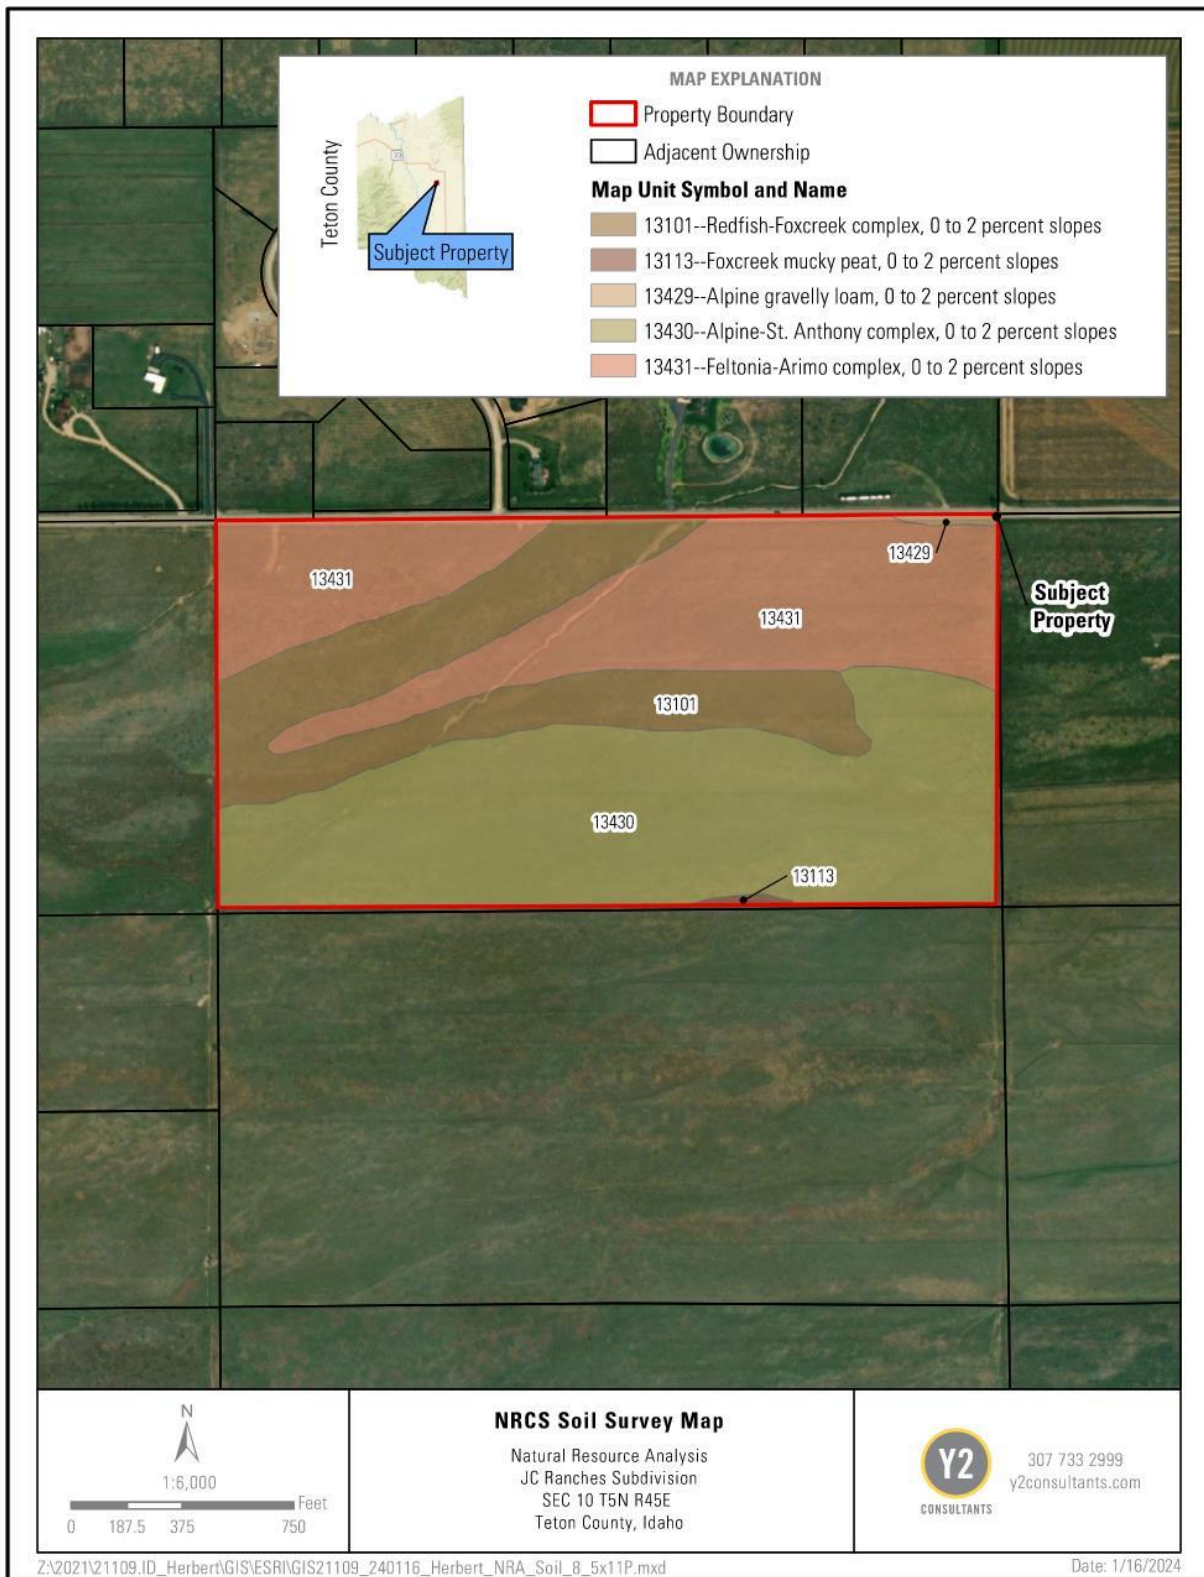 MAP EXPLANATION
Teton County
33
Subject Property
Property Boundary
Adjacent Ownership
Map Unit Symbol and Name
13101--Redfish-Foxcreek complex, 0 to 2 percent slopes
13113--Foxcreek mucky peat, 0 to 2 percent slopes
13429--Alpine gravelly loam, 0 to 2 percent slopes
13430--Alpine-St. Anthony complex, 0 to 2 percent slopes
13431--Feltonia-Arimo complex, 0 to 2 percent slopes
13429
13431
Subject
Property
13431
13101
13430
13113
N
1:6,000
Feet
0 187.5 375 750
NRCS Soil Survey Map
Natural Resource Analysis
JC Ranches Subdivision
SEC 10 T5N R45E
Teton County, Idaho
Y2
CONSULTANTS
307 733 2999
y2consultants.com
Z:\2021\21109.ID_Herbert\GIS\ESRI\GIS21109_240116_Herbert_NRA_Soil_8_5x11P.mxd
Date: 1/16/2024